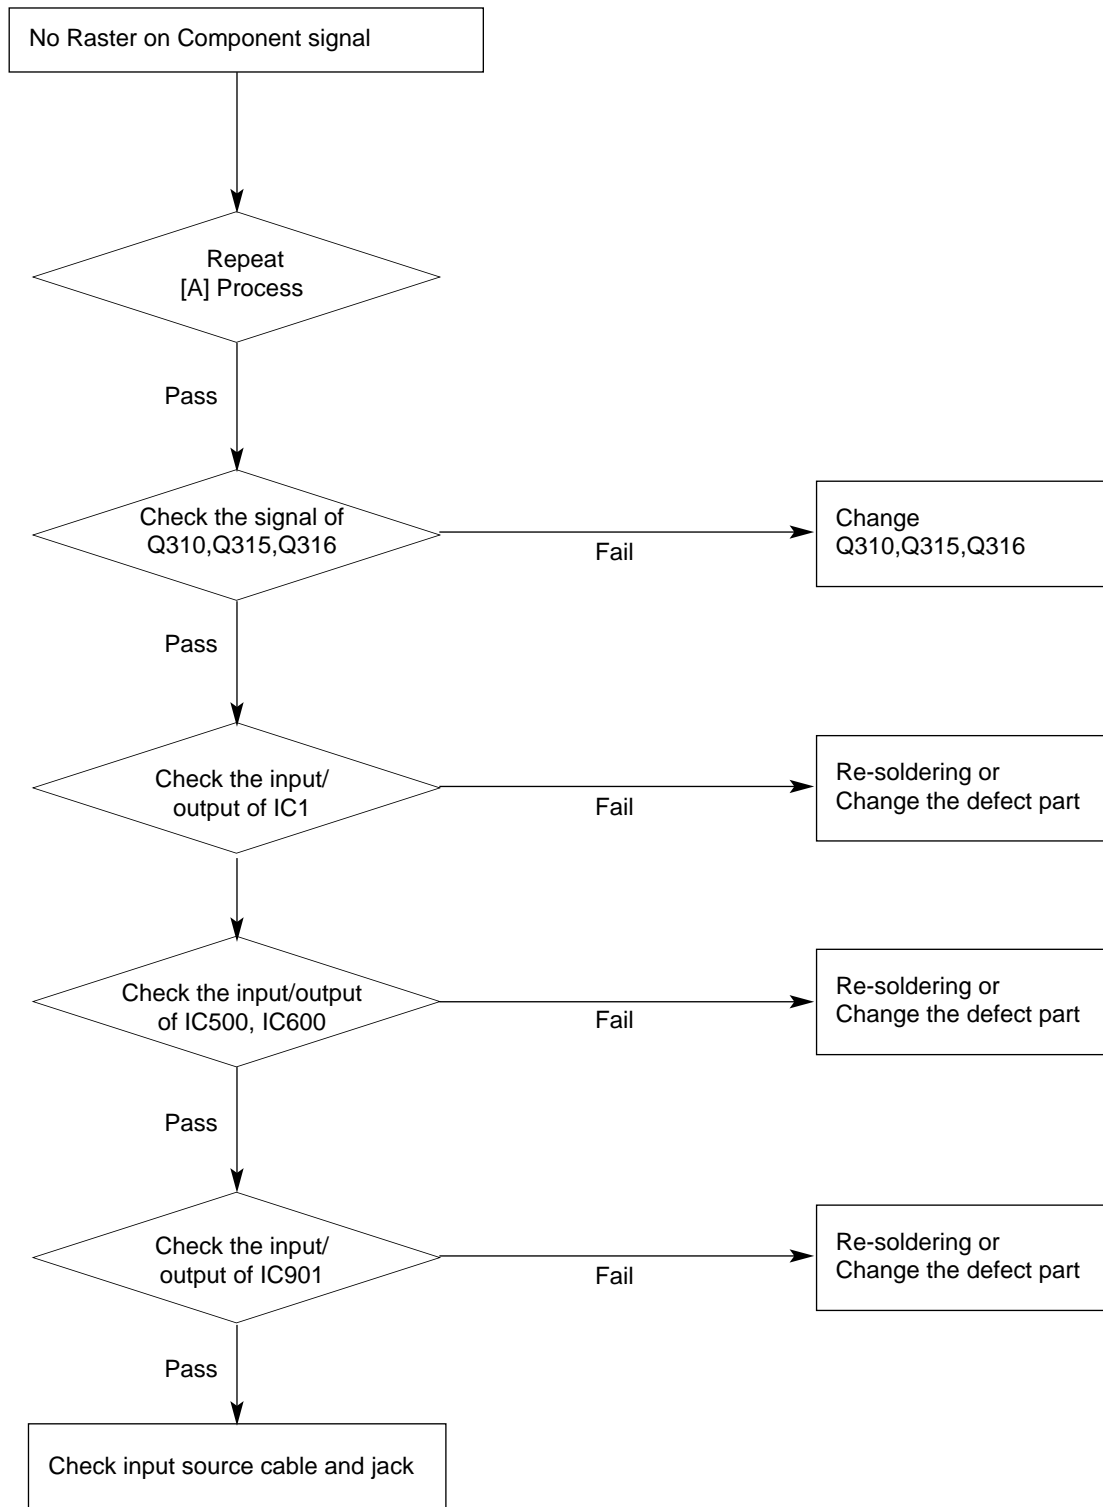 No Raster on Component signal
Repeat
[A] Process
Pass
Check the signal of
Q310,Q315,Q316
Fail
Change
Q310,Q315,Q316
Pass
Check the input/
output of IC1
Fail
Re-soldering or
Change the defect part
Check the input/output
of IC500, IC600
Fail
Re-soldering or
Change the defect part
Pass
Check the input/
output of IC901
Fail
Re-soldering or
Change the defect part
Pass
Check input source cable and jack